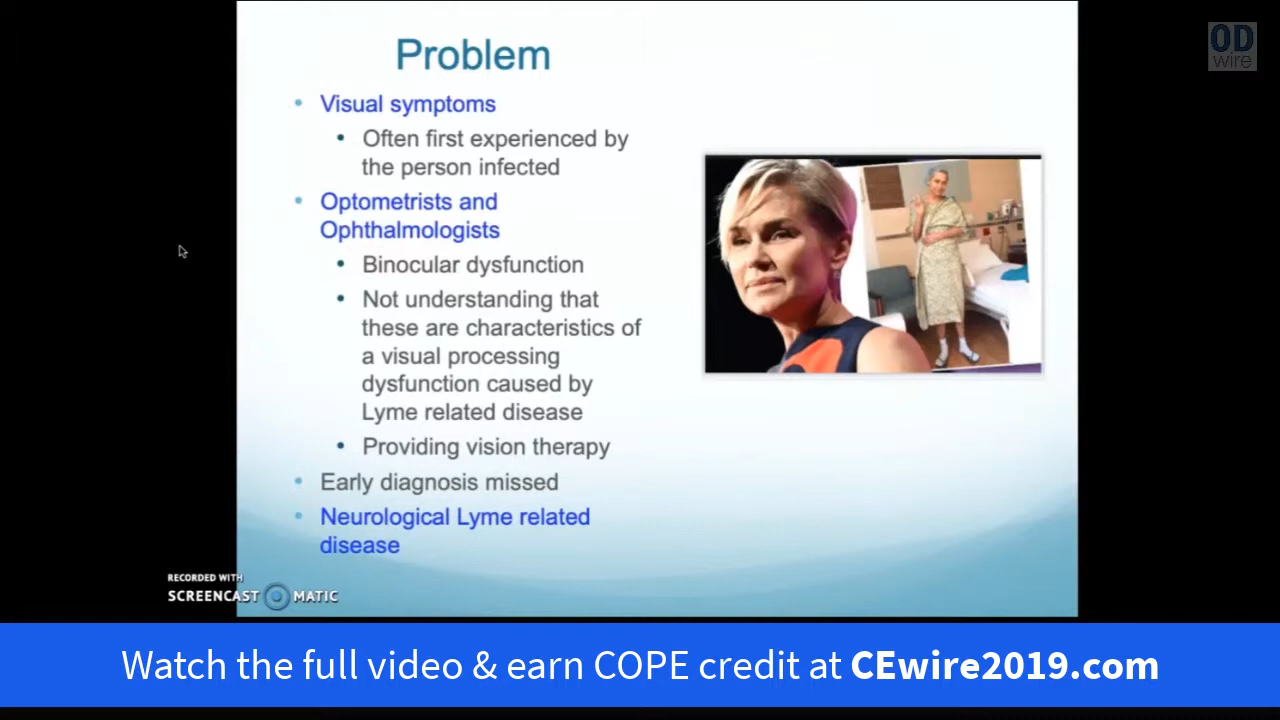 OD
wire
Problem
• Visual symptoms
• Often first experienced by
the person infected
• Optometrists and
Ophthalmologists
• Binocular dysfunction
• Not understanding that
these are characteristics of
a visual processing
dysfunction caused by
Lyme related disease
• Providing vision therapy
• Early diagnosis missed
• Neurological Lyme related
disease
RECORDED WITH
SCREENCAST MATIC
Watch the full video & earn COPE credit at CEwire2019.com